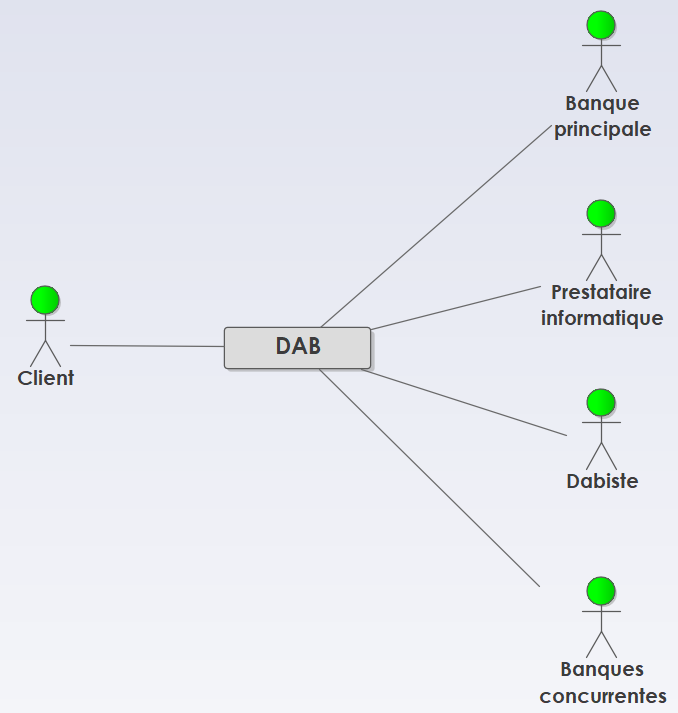 Banque
principale
Prestataire
informatique
DAB
Client
Dabiste
Banques
concurrentes